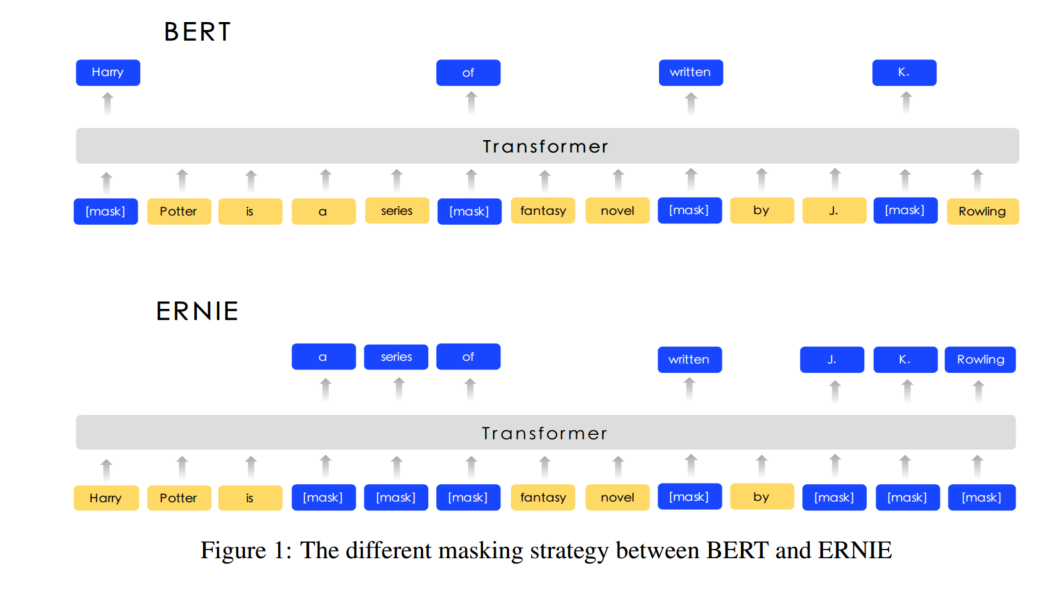 BERT
Harry of written K.
Transformer
[mask] Potter is a series [mask] fantasy novel [mask] by J. [mask] Rowling
ERNIE
a series of written J. K. Rowling
Transformer
Harry Potter is [mask] [mask] [mask] fantasy novel [mask] by [mask] [mask] [mask]
Figure 1: The different masking strategy between BERT and ERNIE